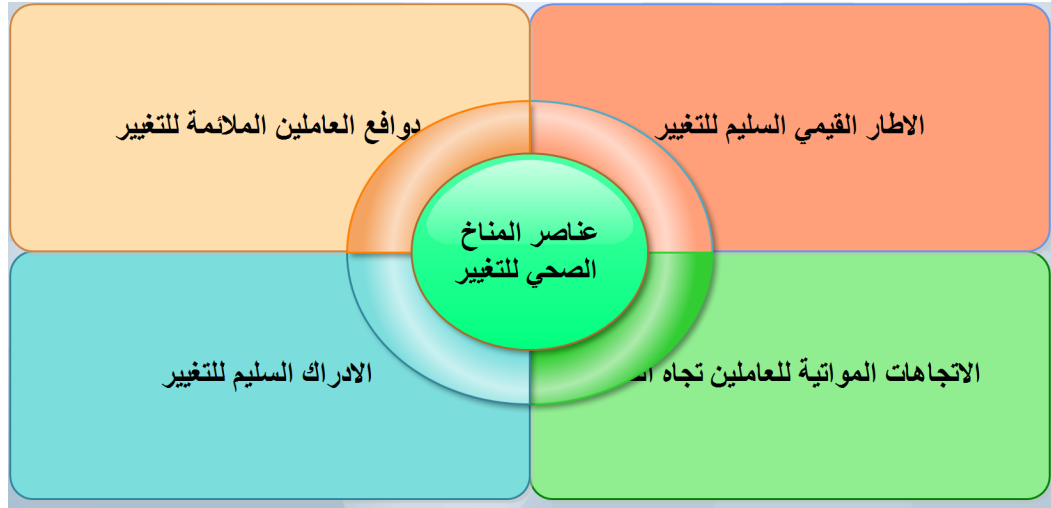 الاطار القيمي السليم للتغيير
دوافع العاملين الملائمة للتغيير
عناصر المناخ
الصحي للتغيير
الاتجاهات المواتية للعاملين تجاه
الادراك السليم للتغيير